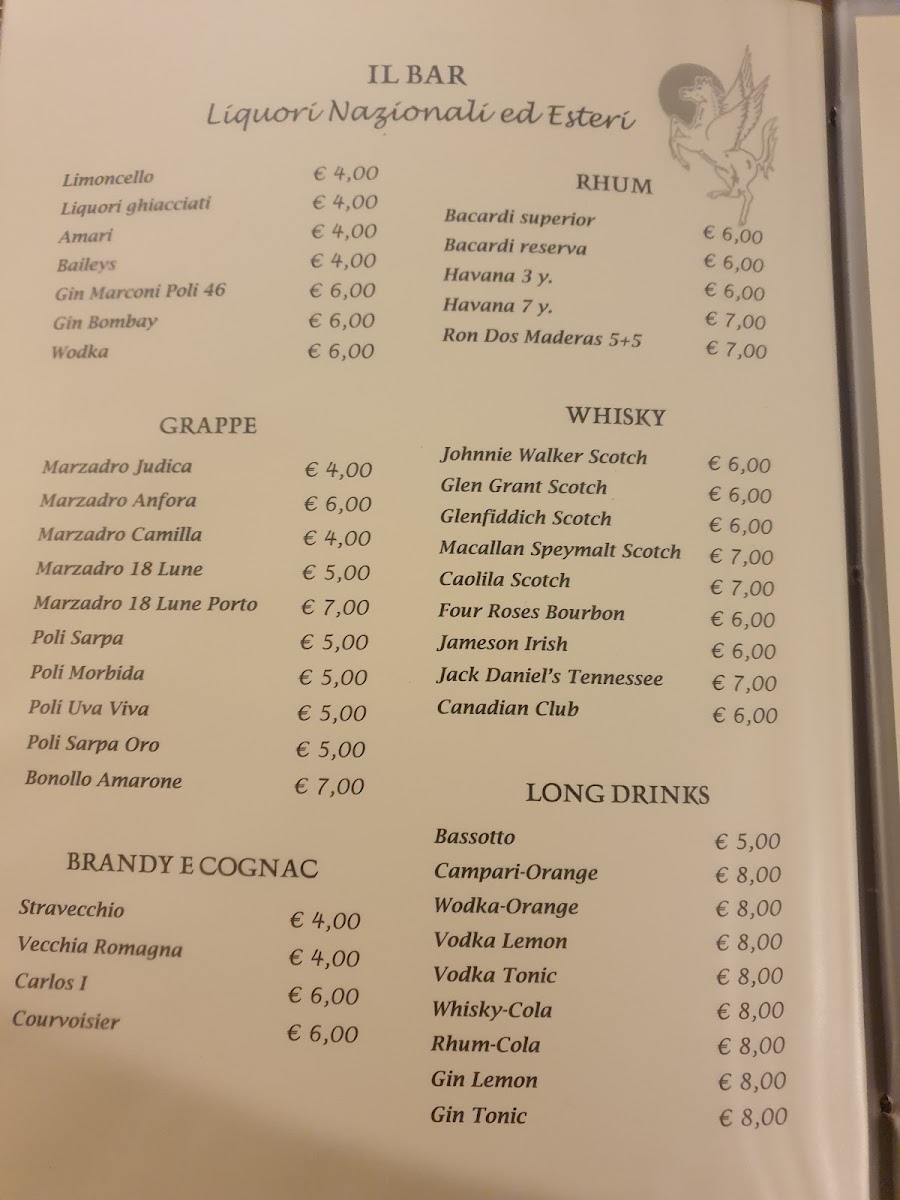 IL BAR
Liquori Nazionali ed Esteri
Limoncello € 4,00
Liquori ghiacciati € 4,00
Amari € 4,00
Baileys € 4,00
Gin Marconi Poli 46 € 6,00
Gin Bombay € 6,00
Wodka € 6,00
GRAPPE
Marzadro Judica € 4,00
Marzadro Anfora € 6,00
Marzadro Camilla € 4,00
Marzadro 18 Lune € 5,00
Marzadro 18 Lune Porto € 7,00
Poli Sarpa € 5,00
Poli Morbida € 5,00
Poli Uva Viva € 5,00
Poli Sarpa Oro € 5,00
Bonollo Amarone € 7,00
BRANDY E COGNAC
Stravecchio € 4,00
Vecchia Romagna € 4,00
Carlos I € 6,00
Courvoisier € 6,00
RHUM
Bacardi superior € 6,00
Bacardi reserva € 6,00
Havana 3 y. € 6,00
Havana 7 y. € 7,00
Ron Dos Maderas 5+5 € 7,00
WHISKY
Johnnie Walker Scotch € 6,00
Glen Grant Scotch € 6,00
Glenfiddich Scotch € 6,00
Macallan Speymalt Scotch € 7,00
Caolila Scotch € 7,00
Four Roses Bourbon € 6,00
Jameson Irish € 6,00
Jack Daniel's Tennessee € 7,00
Canadian Club € 6,00
LONG DRINKS
Bassotto € 5,00
Campari-Orange € 8,00
Wodka-Orange € 8,00
Vodka Lemon € 8,00
Vodka Tonic € 8,00
Whisky-Cola € 8,00
Rhum-Cola € 8,00
Gin Lemon € 8,00
Gin Tonic € 8,00